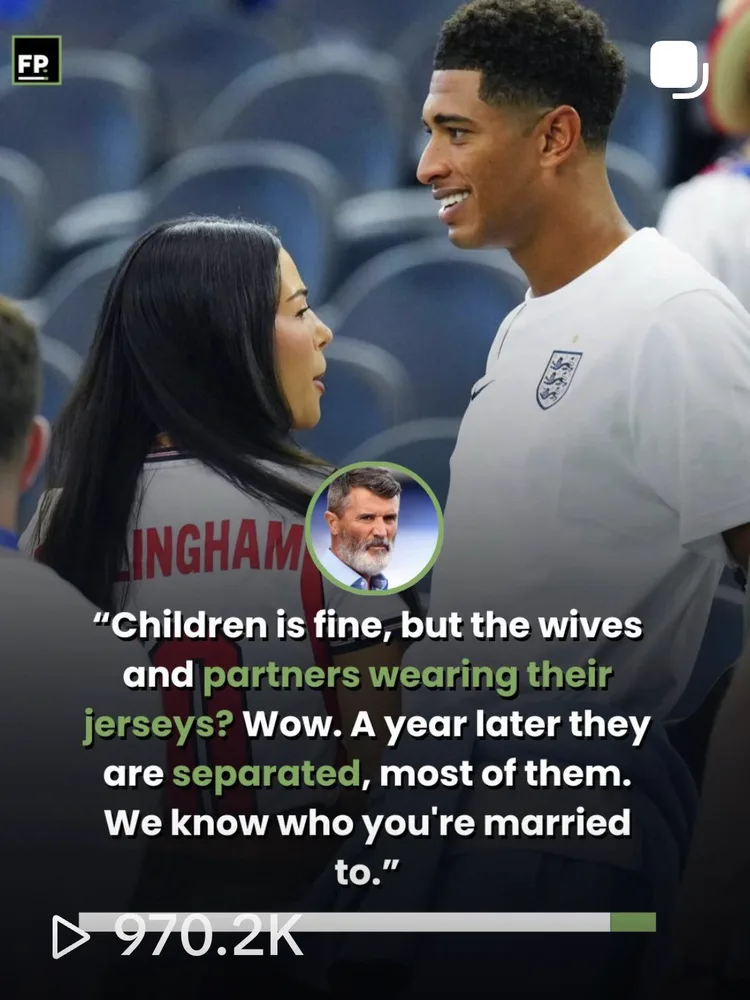 FP.
LINGHAM
“Children is fine, but the wives
and partners wearing their
jerseys? Wow. A year later they
are separated, most of them.
We know who you're married
to.”
970.2K